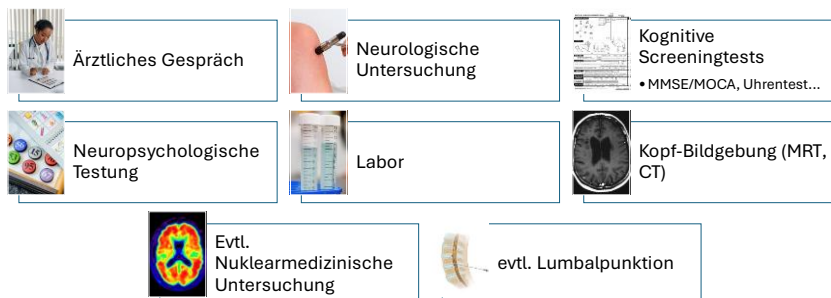 Ärztliches Gespräch
Neurologische
Untersuchung
Kognitive
Screeningtests
• MMSE/MOCA, Uhrentest...
Neuropsychologische
Testung
Labor
Kopf-Bildgebung (MRT,
CT)
Evtl.
Nuklearmedizinische
Untersuchung
evtl. Lumbalpunktion